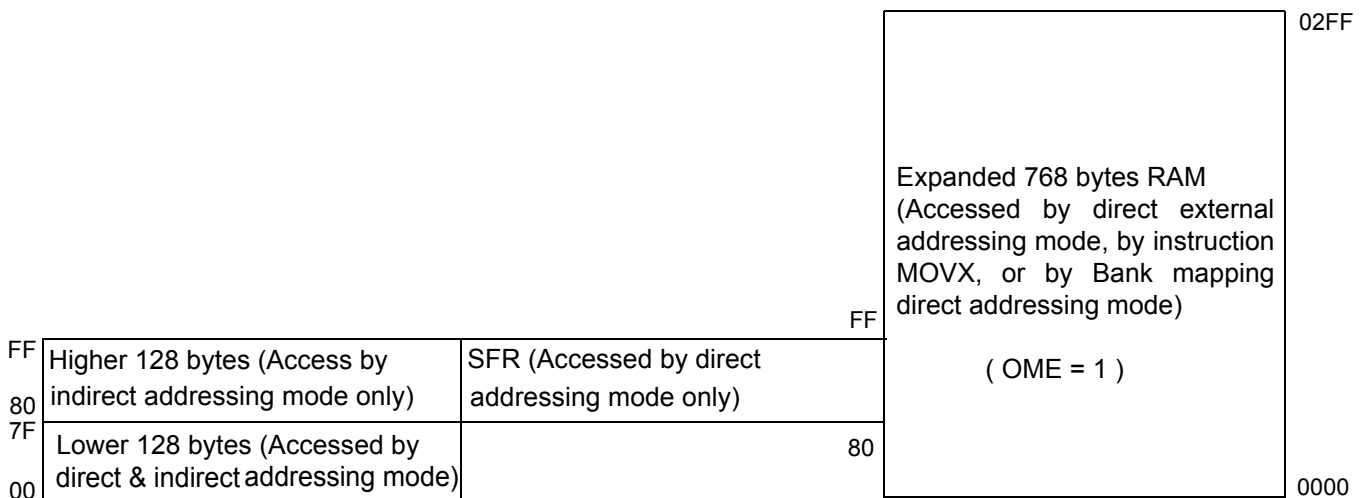 02FF
Expanded 768 bytes RAM
(Accessed by direct external
addressing mode, by instruction
MOVX, or by Bank mapping
direct addressing mode)
( OME = 1 )
0000
FF
FF
Higher 128 bytes (Access by
indirect addressing mode only)
80
SFR (Accessed by direct
addressing mode only)
7F
Lower 128 bytes (Accessed by
direct & indirect addressing mode)
00
80